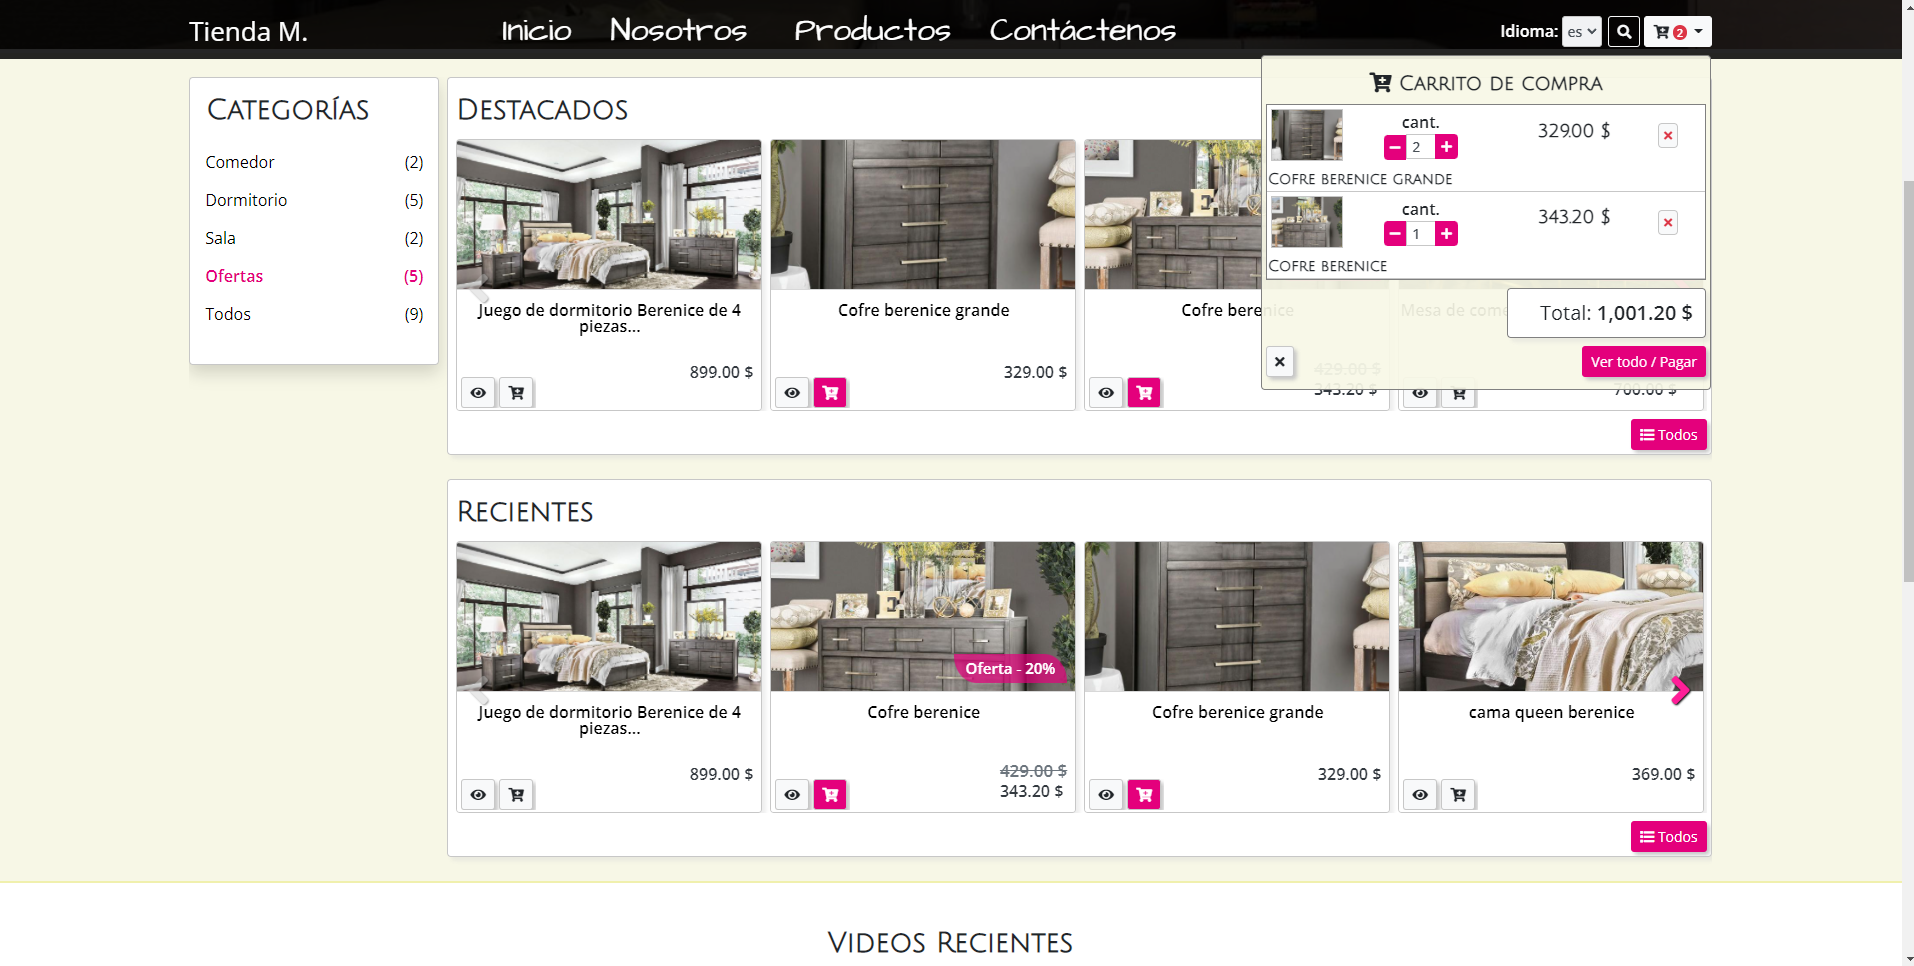 Tienda M.
Inicio Nosotros Productos Contáctenos
Idioma: es 2
Categorías
Comedor (2)
Dormitorio (5)
Sala (2)
Ofertas (5)
Todos (9)
Destacados
Juego de dormitorio Berenice de 4 piezas...
899.00 $
Cofre berenice grande
329.00 $
Cofre berenice
429.00 $
343.20 $
Mesa de come
700.00 $
Todos
Carrito de compra
cant.
2
329.00 $
Cofre berenice grande
cant.
1
343.20 $
Cofre berenice
Total: 1,001.20 $
Ver todo / Pagar
Recientes
Juego de dormitorio Berenice de 4
piezas...
899.00 $
Oferta - 20%
Cofre berenice
429.00 $
343.20 $
Cofre berenice grande
329.00 $
cama queen berenice
369.00 $
Todos
Videos Recientes